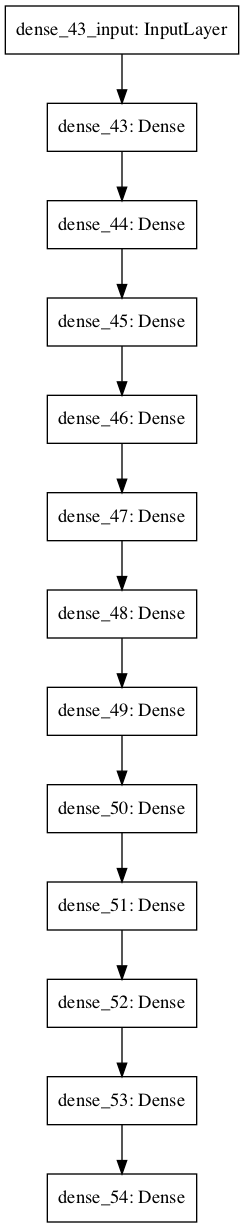 dense_43_input: InputLayer
dense_43: Dense
dense_44: Dense
dense_45: Dense
dense_46: Dense
dense_47: Dense
dense_48: Dense
dense_49: Dense
dense_50: Dense
dense_51: Dense
dense_52: Dense
dense_53: Dense
dense_54: Dense